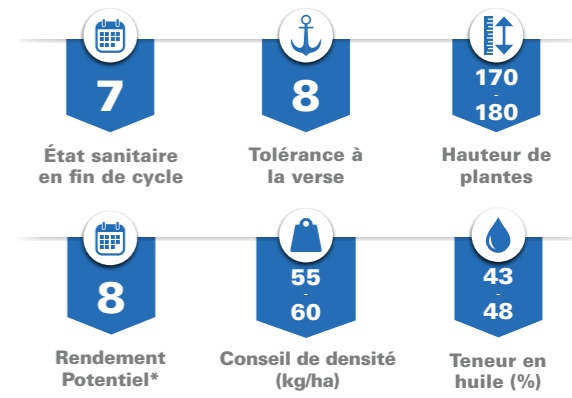 7
État sanitaire
en fin de cycle
8
Tolérance à
la verse
170
-
180
Hauteur de
plantes
8
Rendement
Potentiel*
55
-
60
Conseil de densité
(kg/ha)
43
-
48
Teneur en
huile (%)